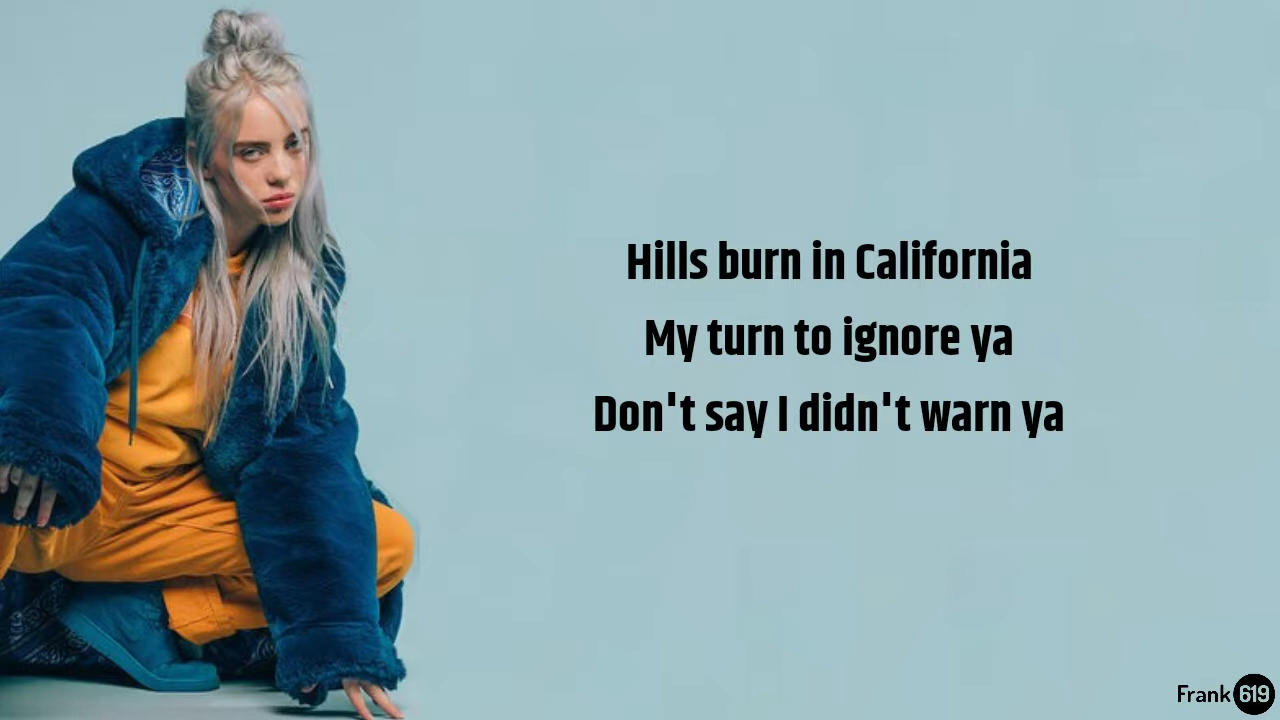 Hills burn in California
My turn to ignore ya
Don't say I didn't warn ya
Frank 619